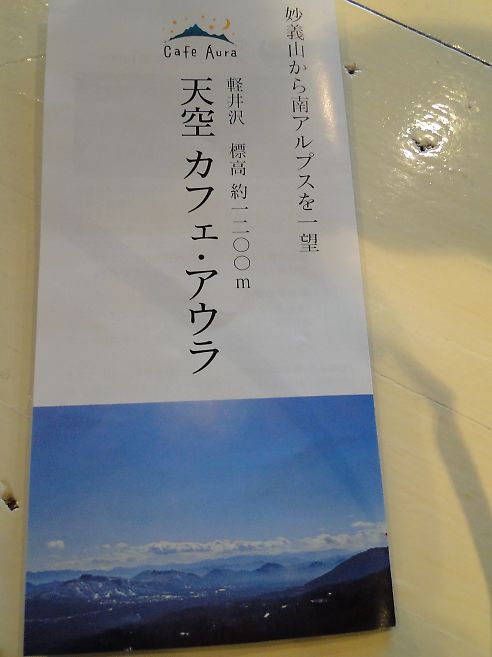 Cafe Aura
妙義山から南アルプスを一望
軽井沢 標高 約一二〇〇m
天空 カフェ・アウラ